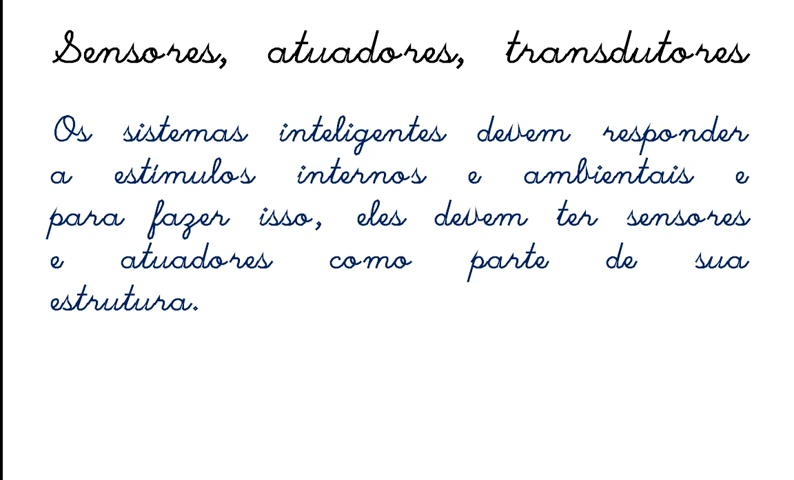 Sensores, atuadores, transdutores
Os sistemas inteligentes devem responder
a estímulos internos e ambientais e
para fazer isso, eles devem ter sensores
e atuadores como parte de sua
estrutura.